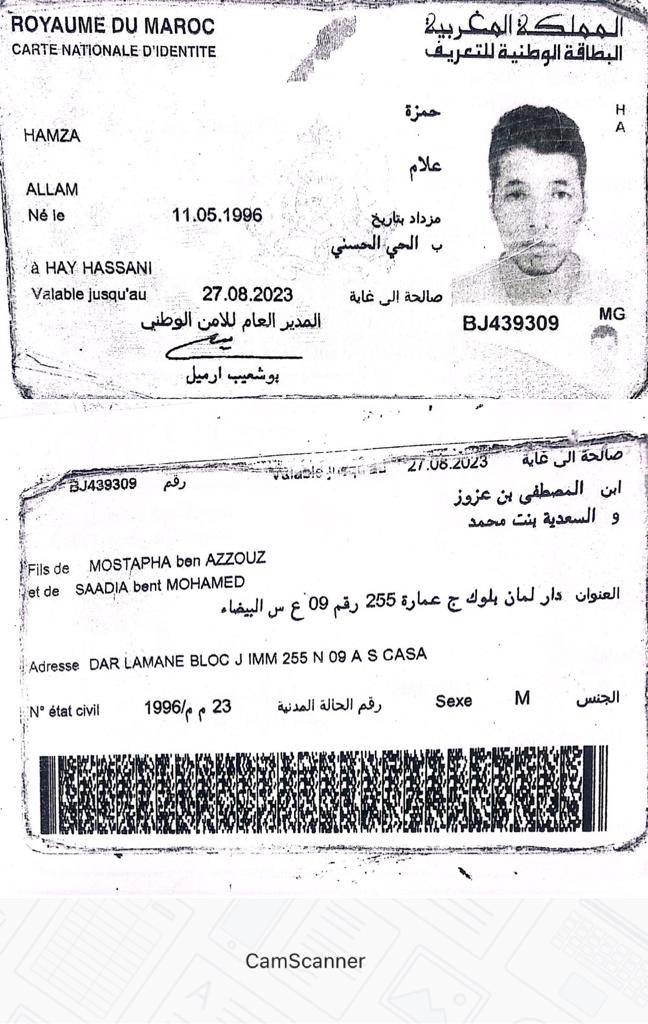 ROYAUME DU MAROC
المملكة المغربية
CARTE NATIONALE D'IDENTITE
البطاقة الوطنية للتعريف
حمزة
HAMZA
علام
ALLAM
Né le 11.05.1996 مزداد بتاريخ
ب الحي الحسني
à HAY HASSANI
Valable jusqu'au 27.08.2023 صالحة إلى غاية
المدير العام للأمن الوطني
بوشعيب ارميل
H
A
MG
BJ439309
صالحة إلى غاية 27.08.2023 Valable jusqu'au
BJ439309 رقم
ابن المصطفى بن عزوز
و السعدية بنت محمد
Fils de MOSTAPHA ben AZZOUZ
et de SAADIA bent MOHAMED
العنوان دار لمان بلوك ج عمارة 255 رقم 09 ع س البيضاء
Adresse DAR LAMANE BLOC J IMM 255 N 09 A S CASA
N° état civil 23 م م/1996 رقم الحالة المدنية Sexe M الجنس
CamScanner